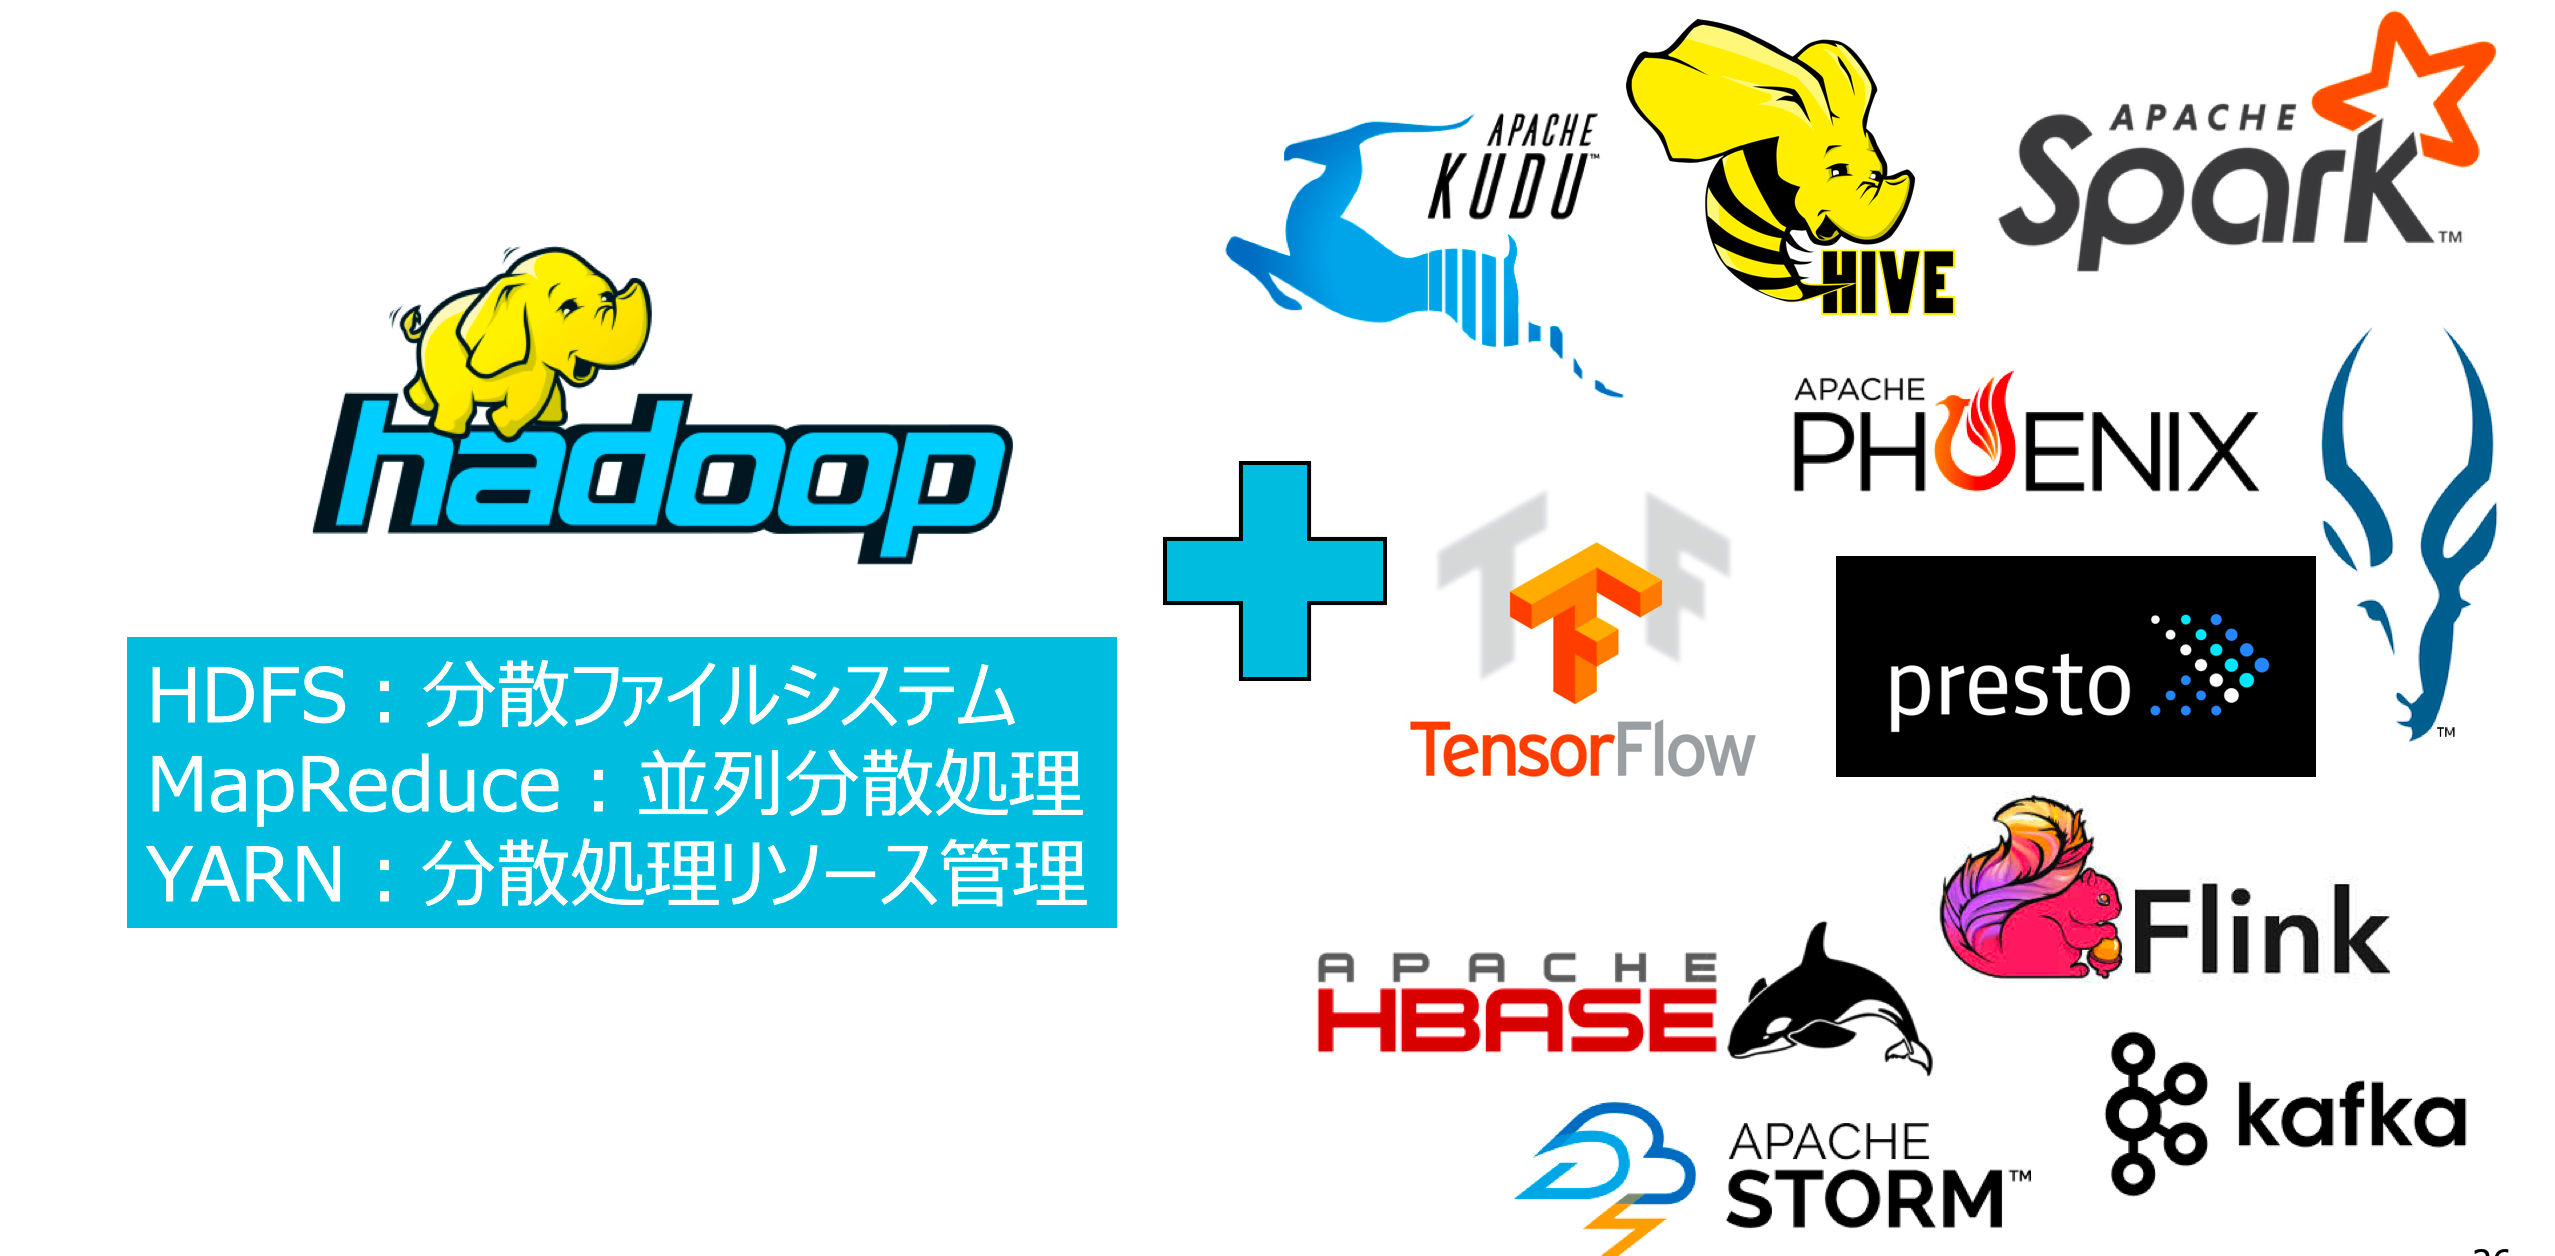 hadoop
HDFS：分散ファイルシステム
MapReduce：並列分散処理
YARN：分散処理リソース管理
APACHE
KUDU™
HIVE
APACHE
Spark™
APACHE
PHOENIX
TensorFlow
presto
™
Flink
APACHE
HBASE
kafka
APACHE
STORM™